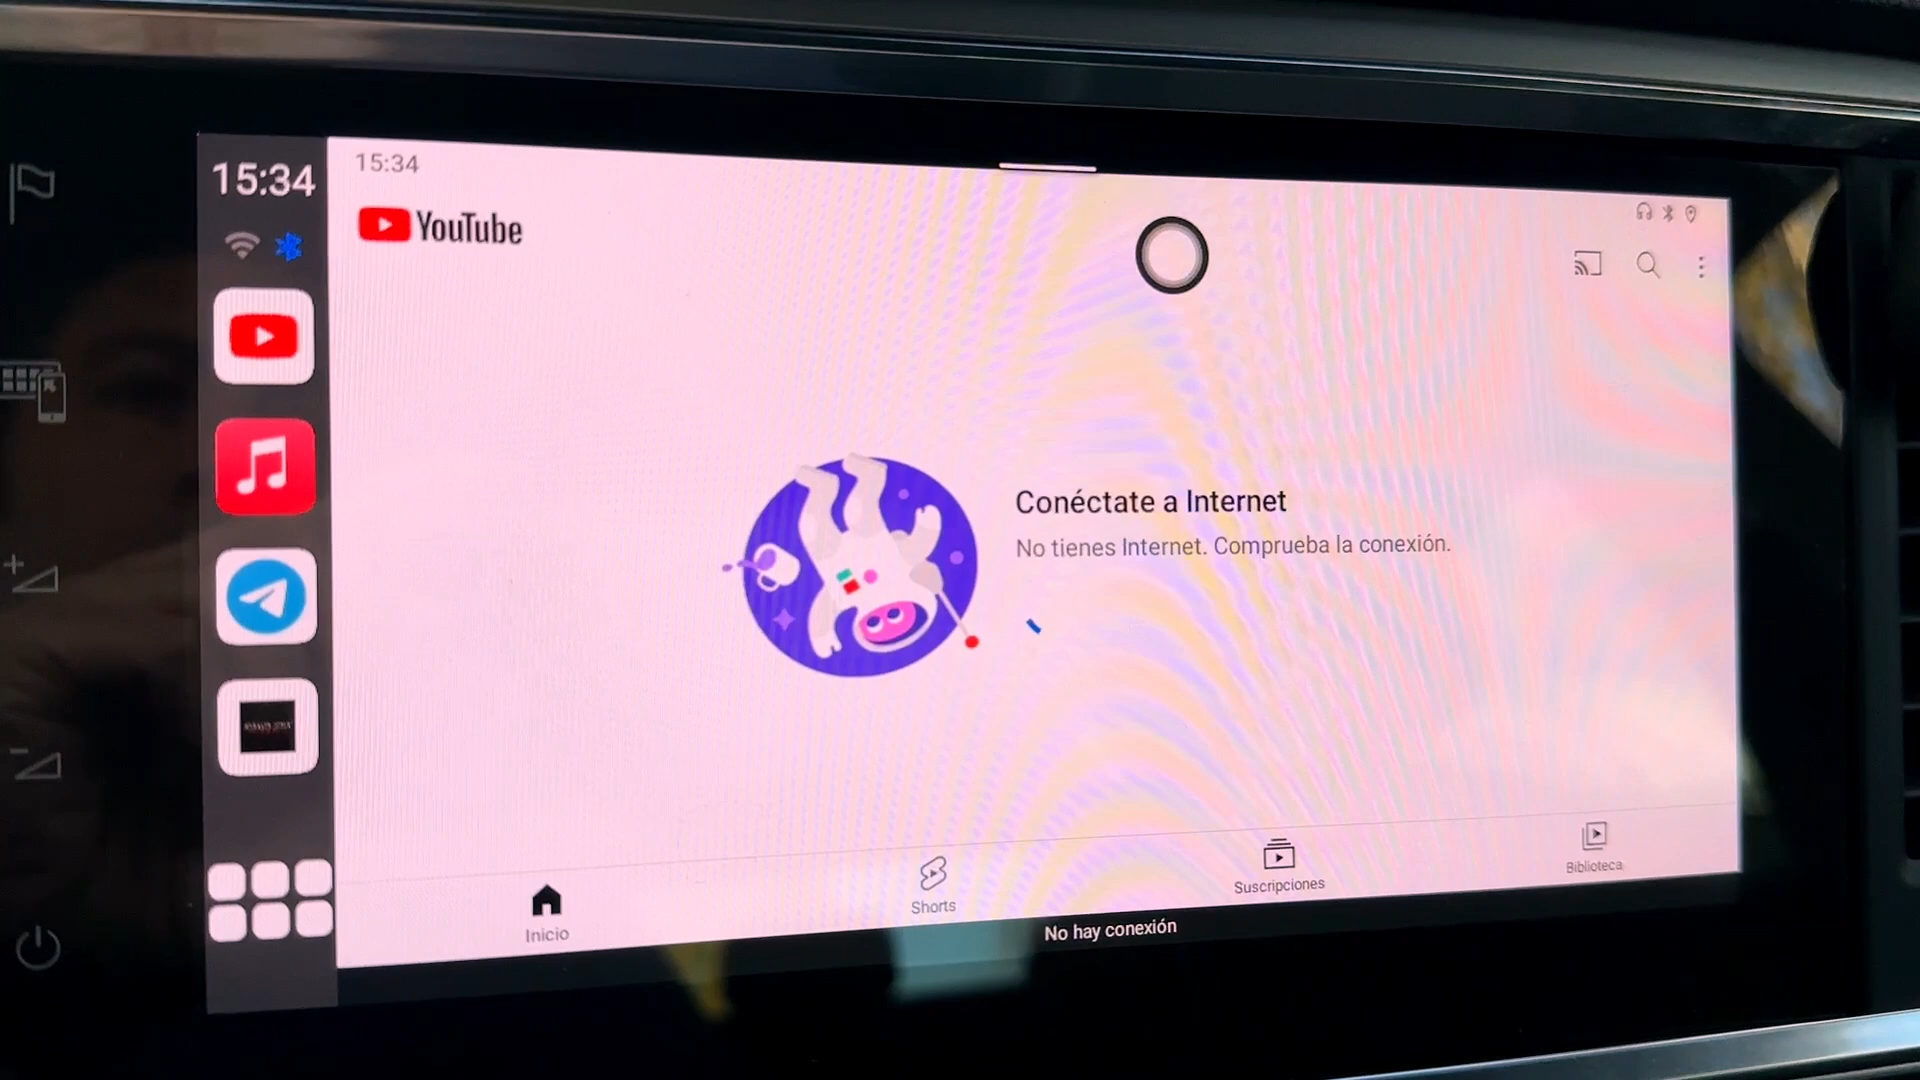 15:34
15:34
YouTube
Conéctate a Internet
No tienes Internet. Comprueba la conexión.
Inicio
Shorts
Suscripciones
Biblioteca
No hay conexión